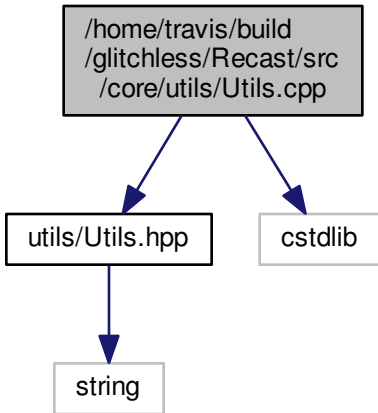 /home/travis/build
/glitchless/Recast/src
/core/utils/Utils.cpp
utils/Utils.hpp
cstdlib
string